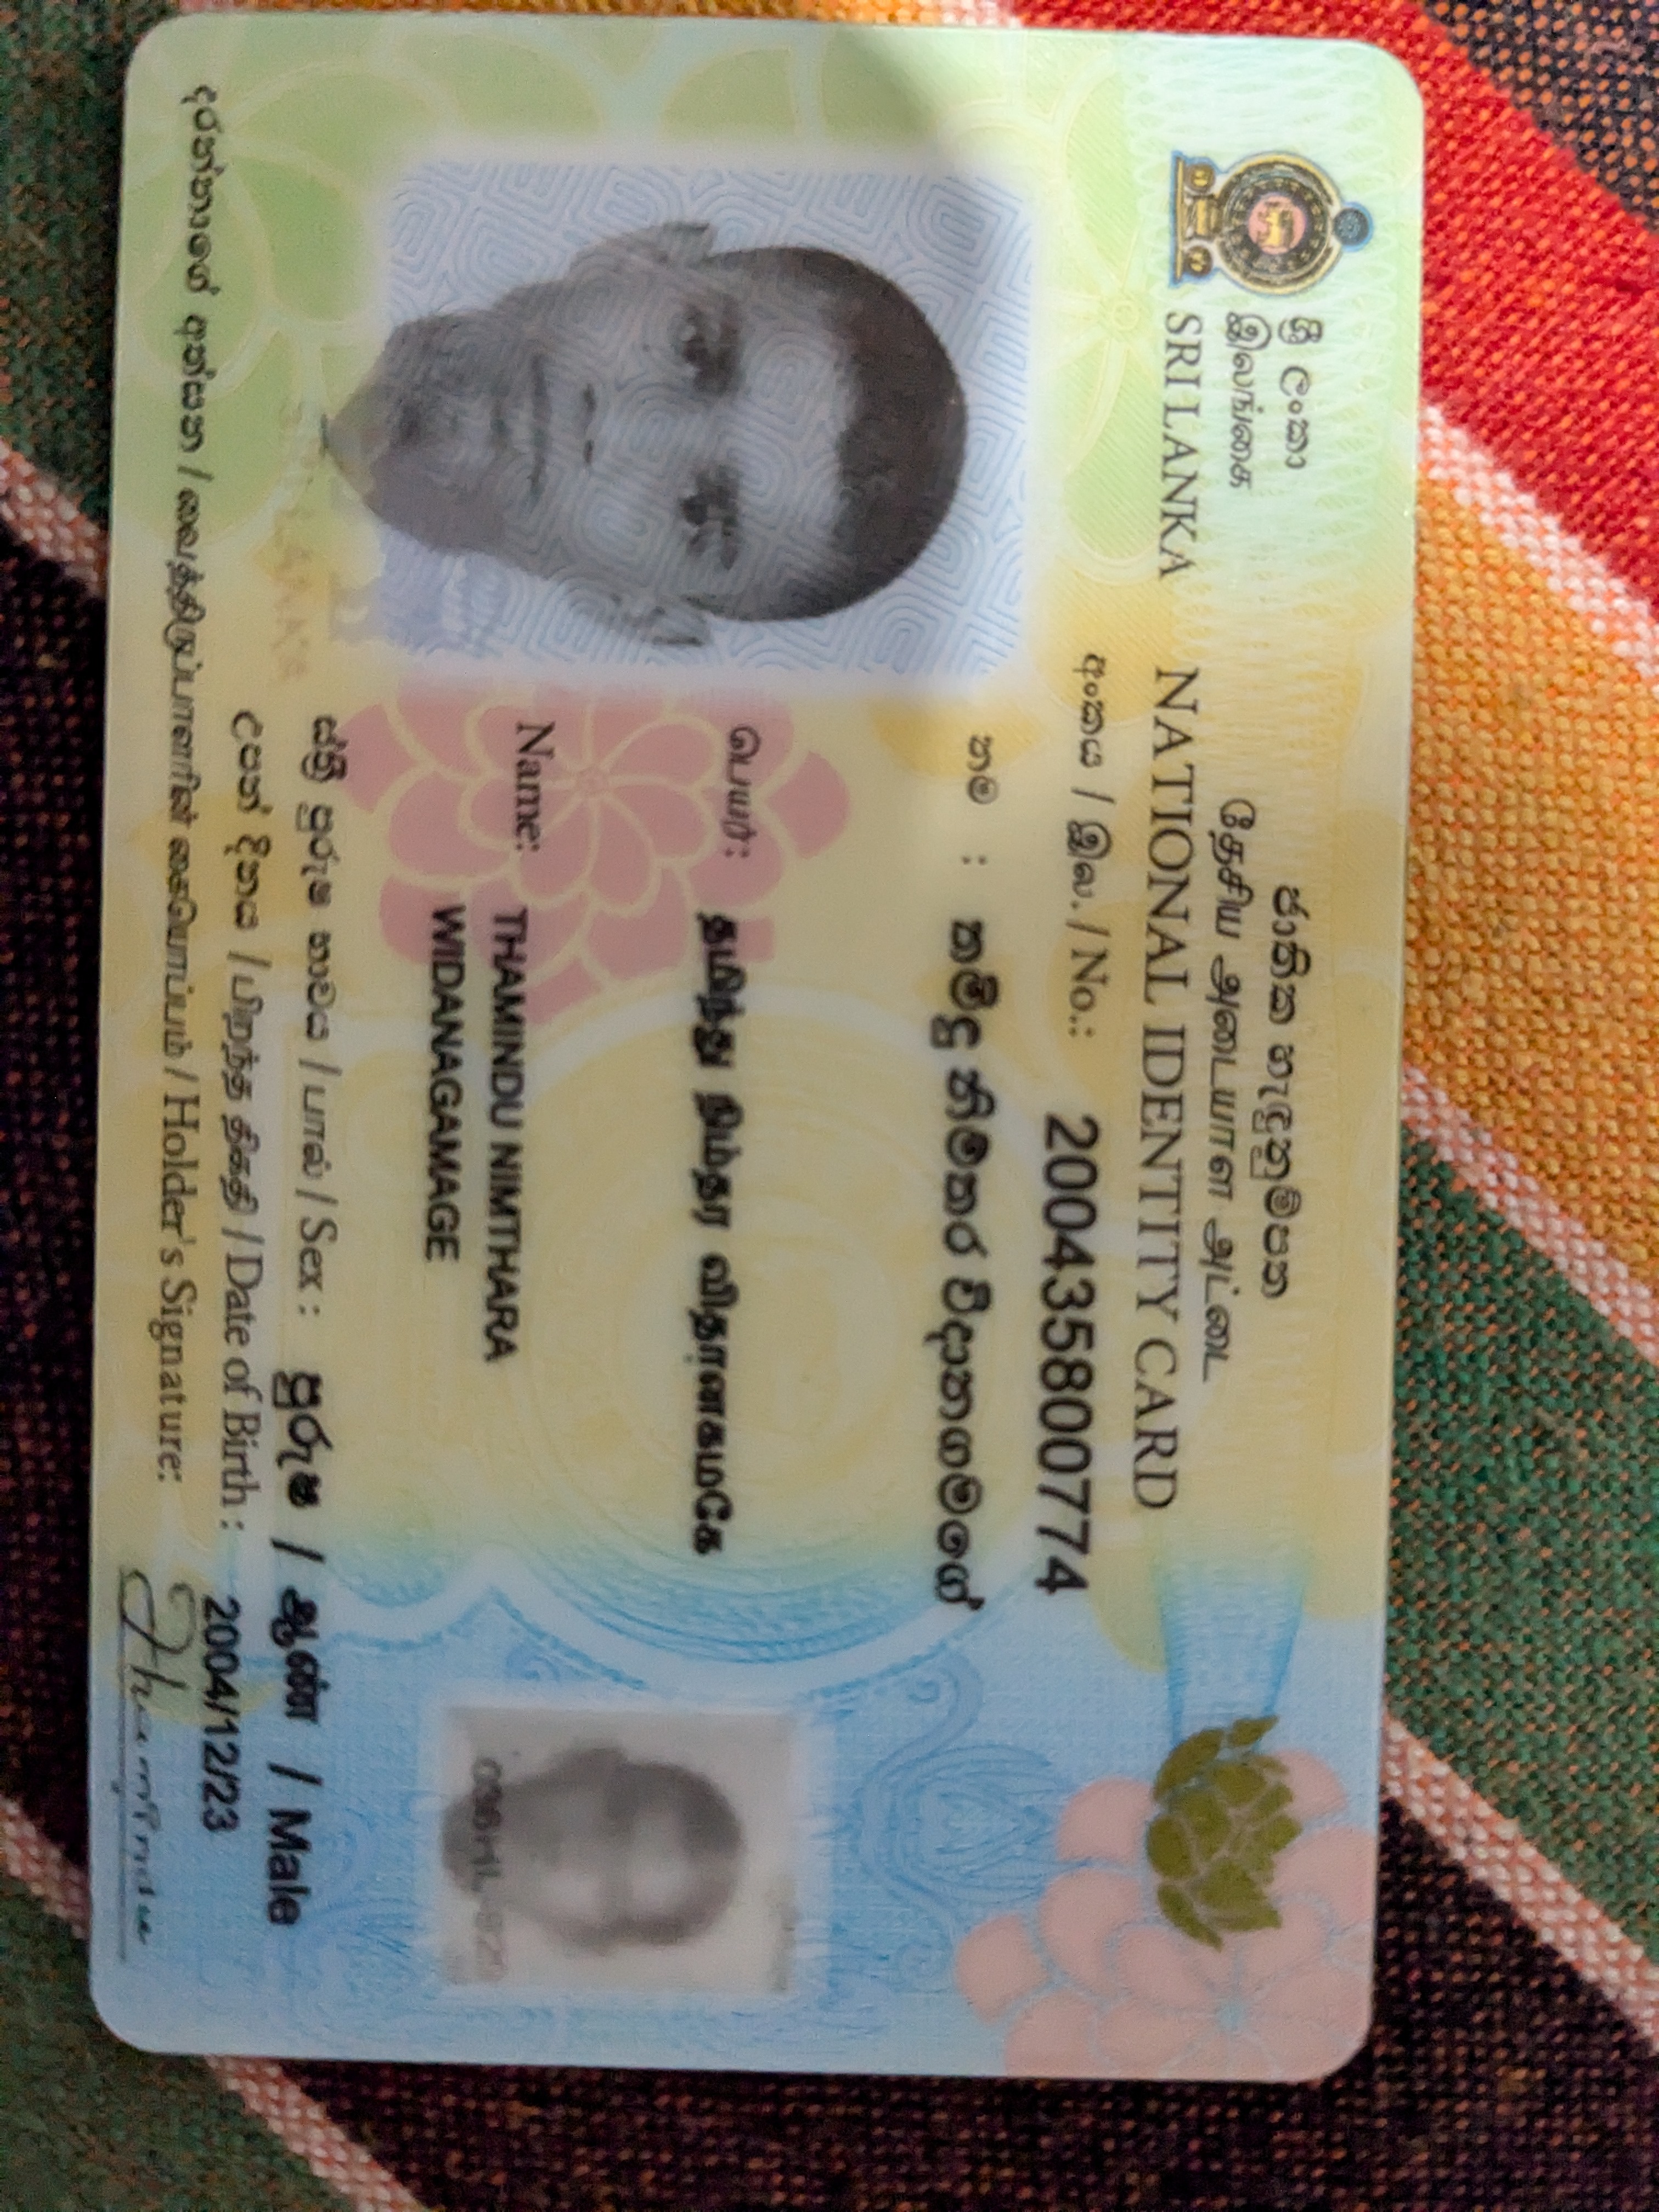 ශ්‍රී ලංකා
ජාතික හැඳුනුම්පත
இலங்கை
தேசிய அடையாள அட்டை
SRI LANKA NATIONAL IDENTITY CARD
අංකය / இல. / No.: 200435800774
නම : තමිඳු නිම්තර විදානගමගේ
பெயர்: தமிந்து நிம்தர விதானகமகே
Name: THAMINDU NIMTHARA
WIDANAGAMAGE
ස්ත්‍රී පුරුෂ භාවය / பால் / Sex : පුරුෂ / ஆண் / Male
උපන් දිනය / பிறந்த திகதி / Date of Birth : 2004/12/23
දරන්නාගේ අත්සන / வைத்திருப்பாளரின் கையொப்பம் / Holder's Signature: Thamindu